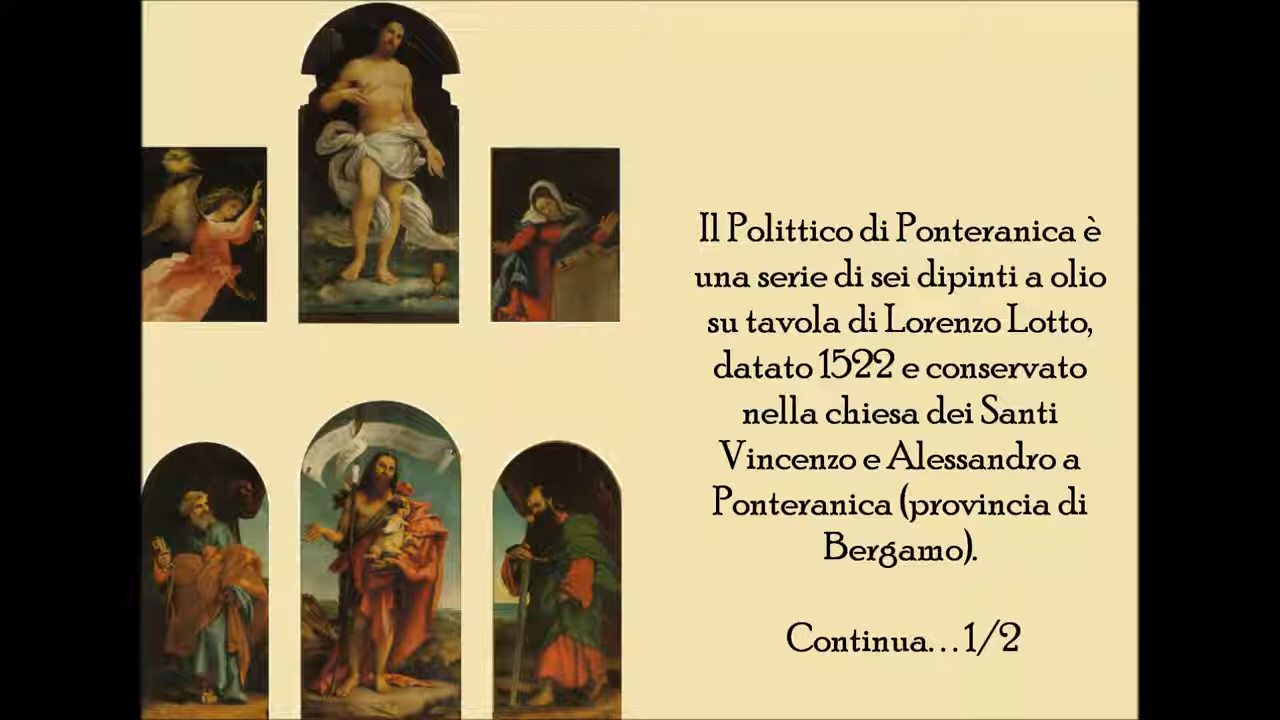 Il Polittico di Ponteranica è
una serie di sei dipinti a olio
su tavola di Lorenzo Lotto,
datato 1522 e conservato
nella chiesa dei Santi
Vincenzo e Alessandro a
Ponteranica (provincia di
Bergamo).
Continua...1/2